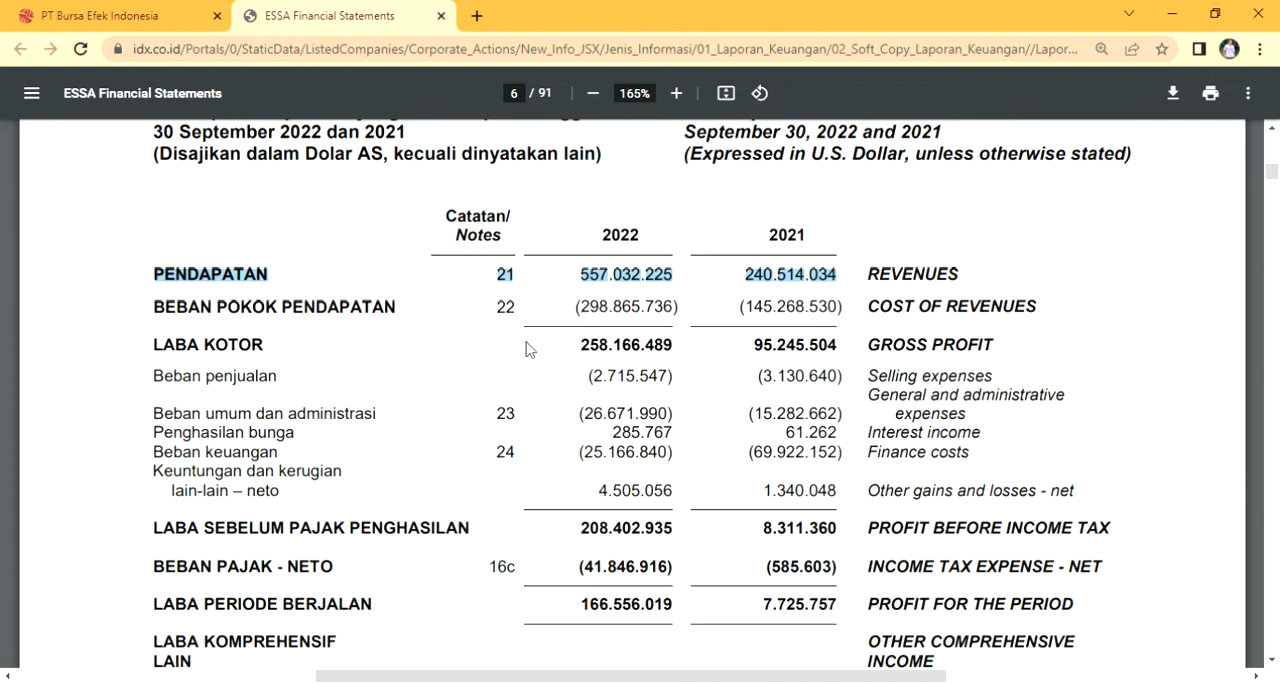 PT Bursa Efek Indonesia
ESSA Financial Statements
idx.co.id/Portals/0/StaticData/ListedCompanies/Corporate_Actions/New_Info_JSX/Jenis_Informasi/01_Laporan_Keuangan/02_Soft_Copy_Laporan_Keuangan//Lapor...
ESSA Financial Statements 6 / 91 165%
30 September 2022 dan 2021 September 30, 2022 and 2021
(Disajikan dalam Dolar AS, kecuali dinyatakan lain) (Expressed in U.S. Dollar, unless otherwise stated)
Catatan/
Notes 2022 2021
PENDAPATAN 21 557.032.225 240.514.034 REVENUES
BEBAN POKOK PENDAPATAN 22 (298.865.736) (145.268.530) COST OF REVENUES
LABA KOTOR 258.166.489 95.245.504 GROSS PROFIT
Beban penjualan (2.715.547) (3.130.640) Selling expenses
General and administrative
Beban umum dan administrasi 23 (26.671.990) (15.282.662) expenses
Penghasilan bunga 285.767 61.262 Interest income
Beban keuangan 24 (25.166.840) (69.922.152) Finance costs
Keuntungan dan kerugian
lain-lain – neto 4.505.056 1.340.048 Other gains and losses - net
LABA SEBELUM PAJAK PENGHASILAN 208.402.935 8.311.360 PROFIT BEFORE INCOME TAX
BEBAN PAJAK - NETO 16c (41.846.916) (585.603) INCOME TAX EXPENSE - NET
LABA PERIODE BERJALAN 166.556.019 7.725.757 PROFIT FOR THE PERIOD
LABA KOMPREHENSIF OTHER COMPREHENSIVE
LAIN INCOME